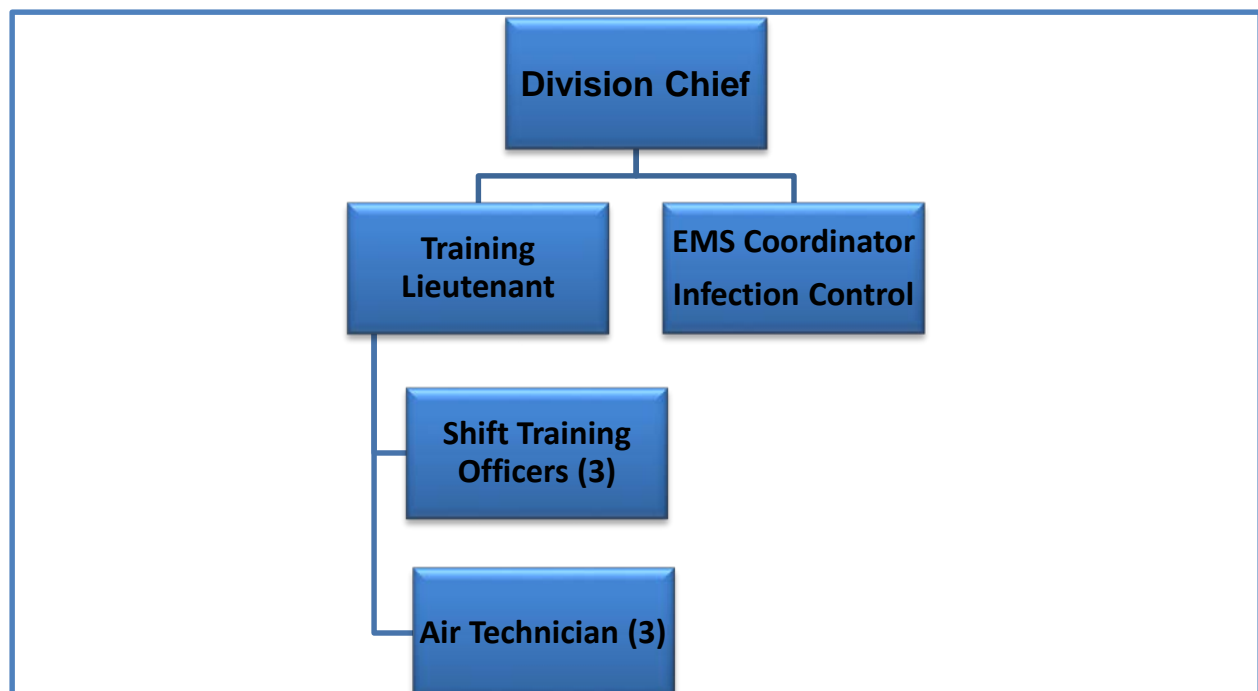 Division Chief
Training
Lieutenant
EMS Coordinator
Infection Control
Shift Training
Officers (3)
Air Technician (3)